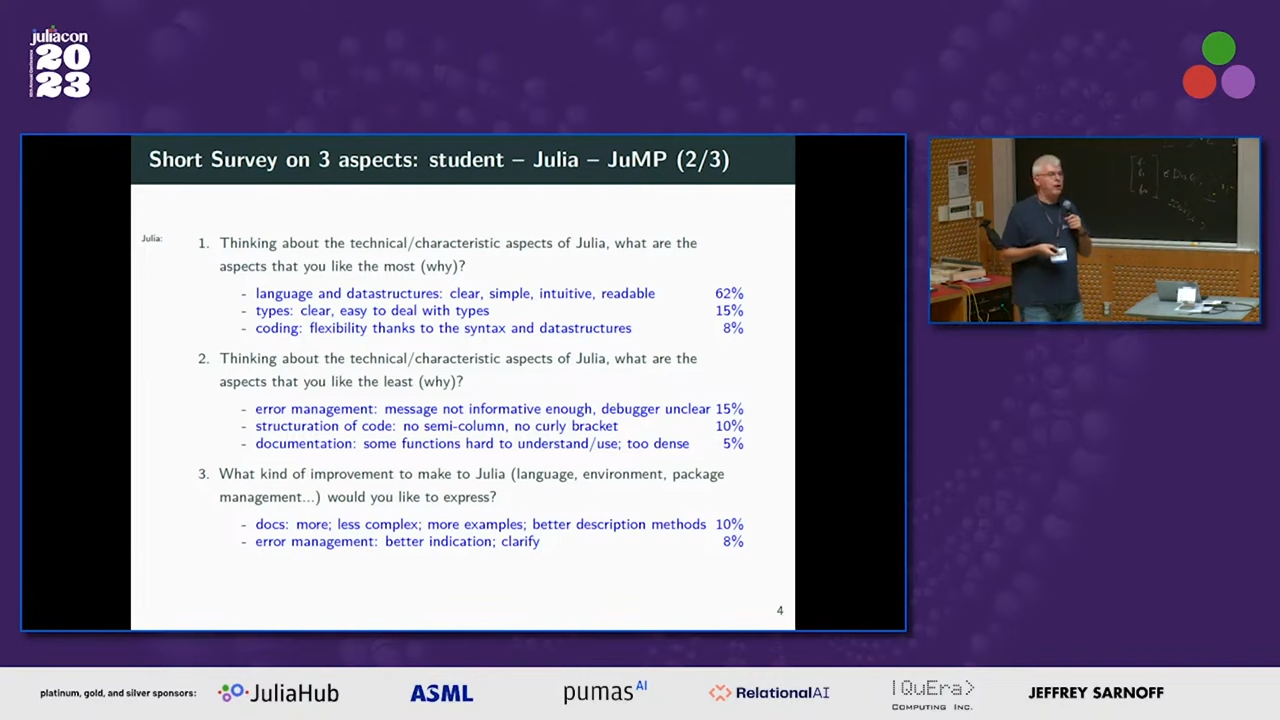 juliacon
20
23
Short Survey on 3 aspects: student – Julia – JuMP (2/3)
Julia:
1. Thinking about the technical/characteristic aspects of Julia, what are the
aspects that you like the most (why)?
- language and datastructures: clear, simple, intuitive, readable 62%
- types: clear, easy to deal with types 15%
- coding: flexibility thanks to the syntax and datastructures 8%
2. Thinking about the technical/characteristic aspects of Julia, what are the
aspects that you like the least (why)?
- error management: message not informative enough, debugger unclear 15%
- structuration of code: no semi-column, no curly bracket 10%
- documentation: some functions hard to understand/use; too dense 5%
3. What kind of improvement to make to Julia (language, environment, package
management...) would you like to express?
- docs: more; less complex; more examples; better description methods 10%
- error management: better indication; clarify 8%
4
platinum, gold, and silver sponsors:
JuliaHub
ASML
pumasAI
RelationalAI
|QuEra>
COMPUTING INC.
JEFFREY SARNOFF